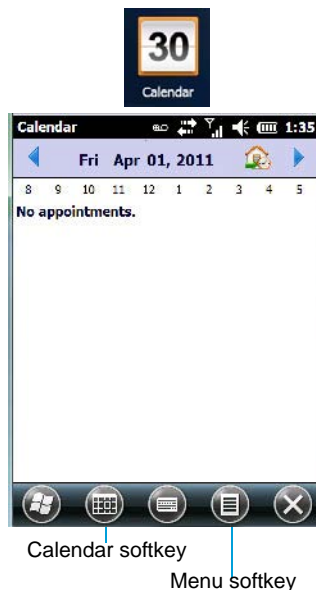 30
Calendar
Calendar 1:35
Fri Apr 01, 2011
8 9 10 11 12 1 2 3 4 5
No appointments.
Calendar softkey
Menu softkey